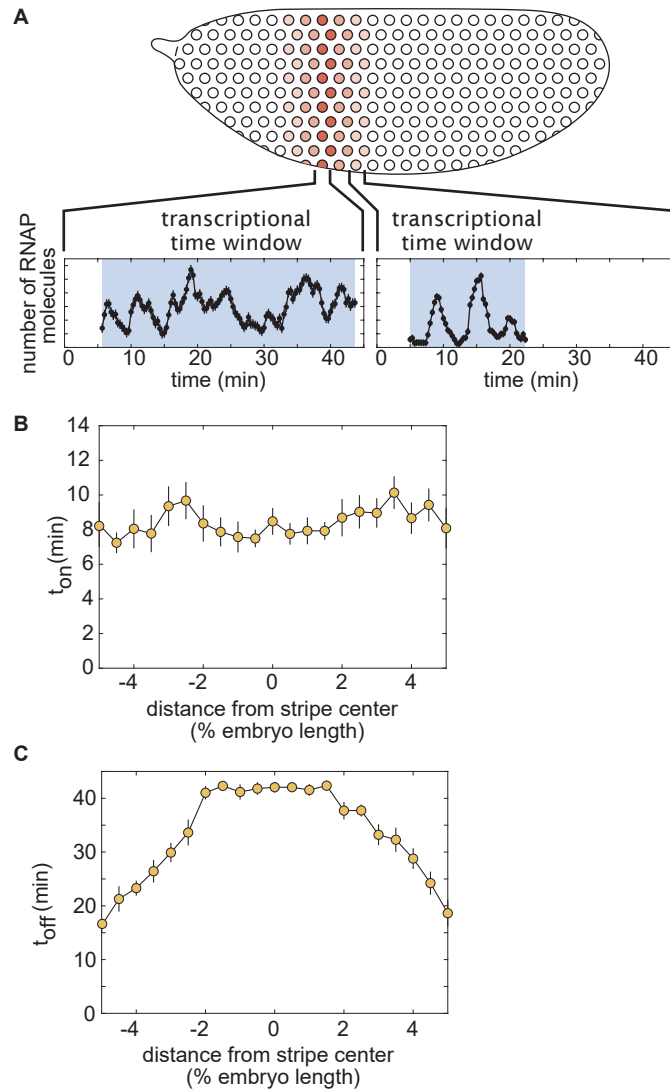 A
transcriptional
time window
transcriptional
time window
number of RNAP
molecules
0 10 20 30 40
time (min)
0 10 20 30 40
time (min)
B
14
12
10
8
6
4
2
0
t_on (min)
-4 -2 0 2 4
distance from stripe center
(% embryo length)
C
40
30
20
10
0
t_off (min)
-4 -2 0 2 4
distance from stripe center
(% embryo length)